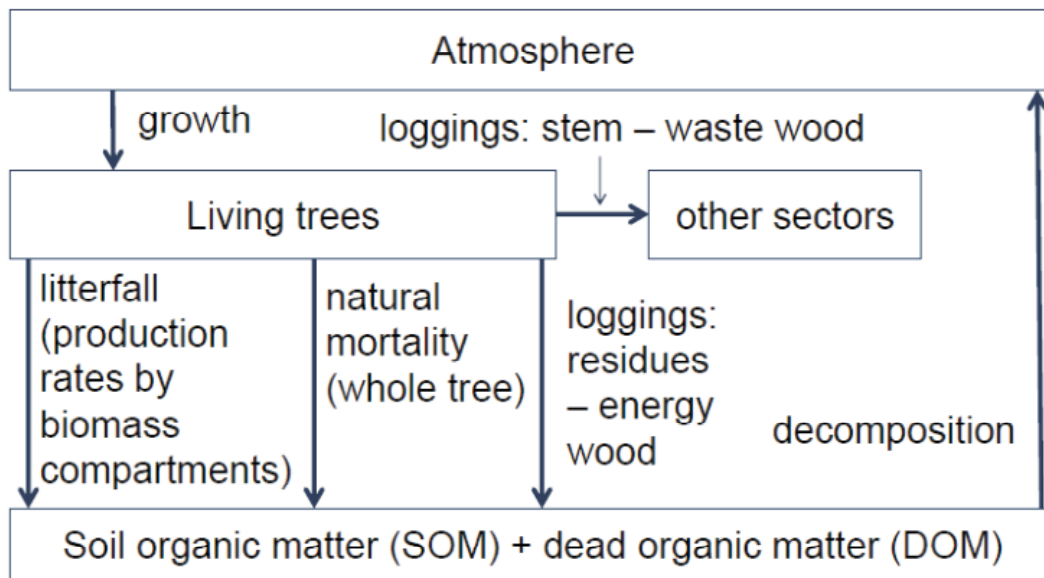 Atmosphere
growth
loggings: stem – waste wood
Living trees
other sectors
litterfall
(production
rates by
biomass
compartments)
natural
mortality
(whole tree)
loggings:
residues
– energy
wood
decomposition
Soil organic matter (SOM) + dead organic matter (DOM)